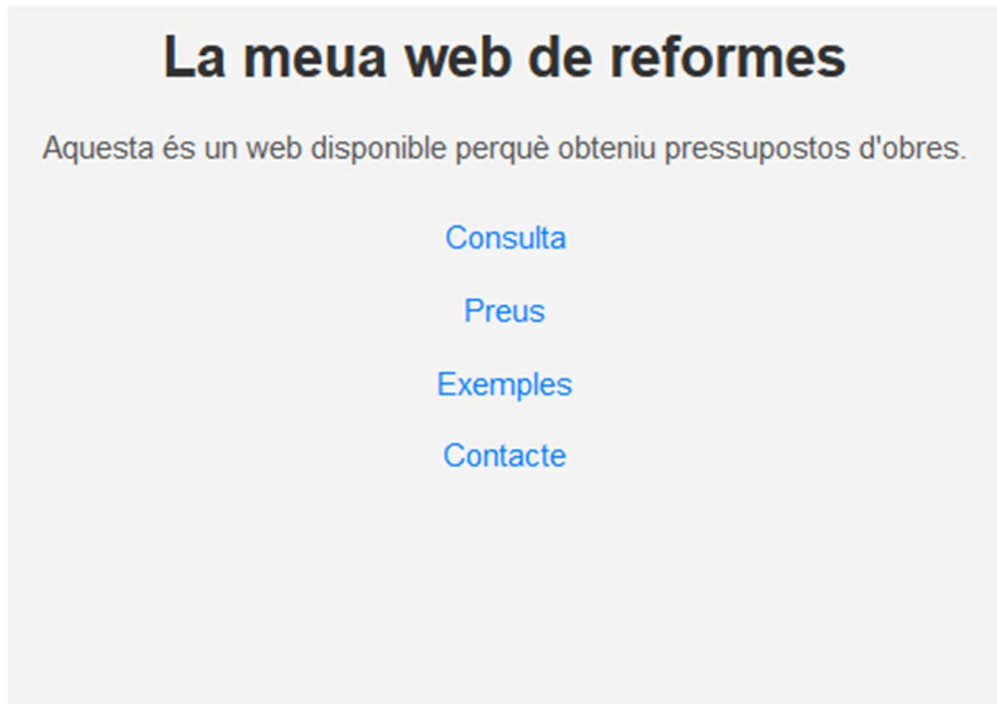 La meua web de reformes
Aquesta és un web disponible perquè obteniu pressupostos d'obres.
Consulta
Preus
Exemples
Contacte